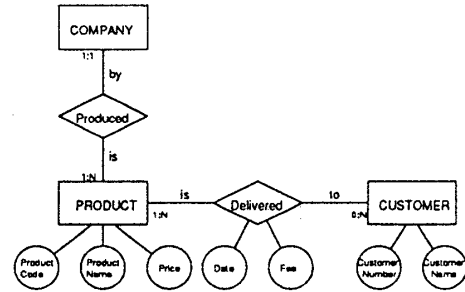 COMPANY
1:1
by
Produced
is
1:N
PRODUCT
is
1:N
Delivered
to
0:N
CUSTOMER
Product
Code
Product
Name
Price
Date
Fee
Customer
Number
Customer
Name